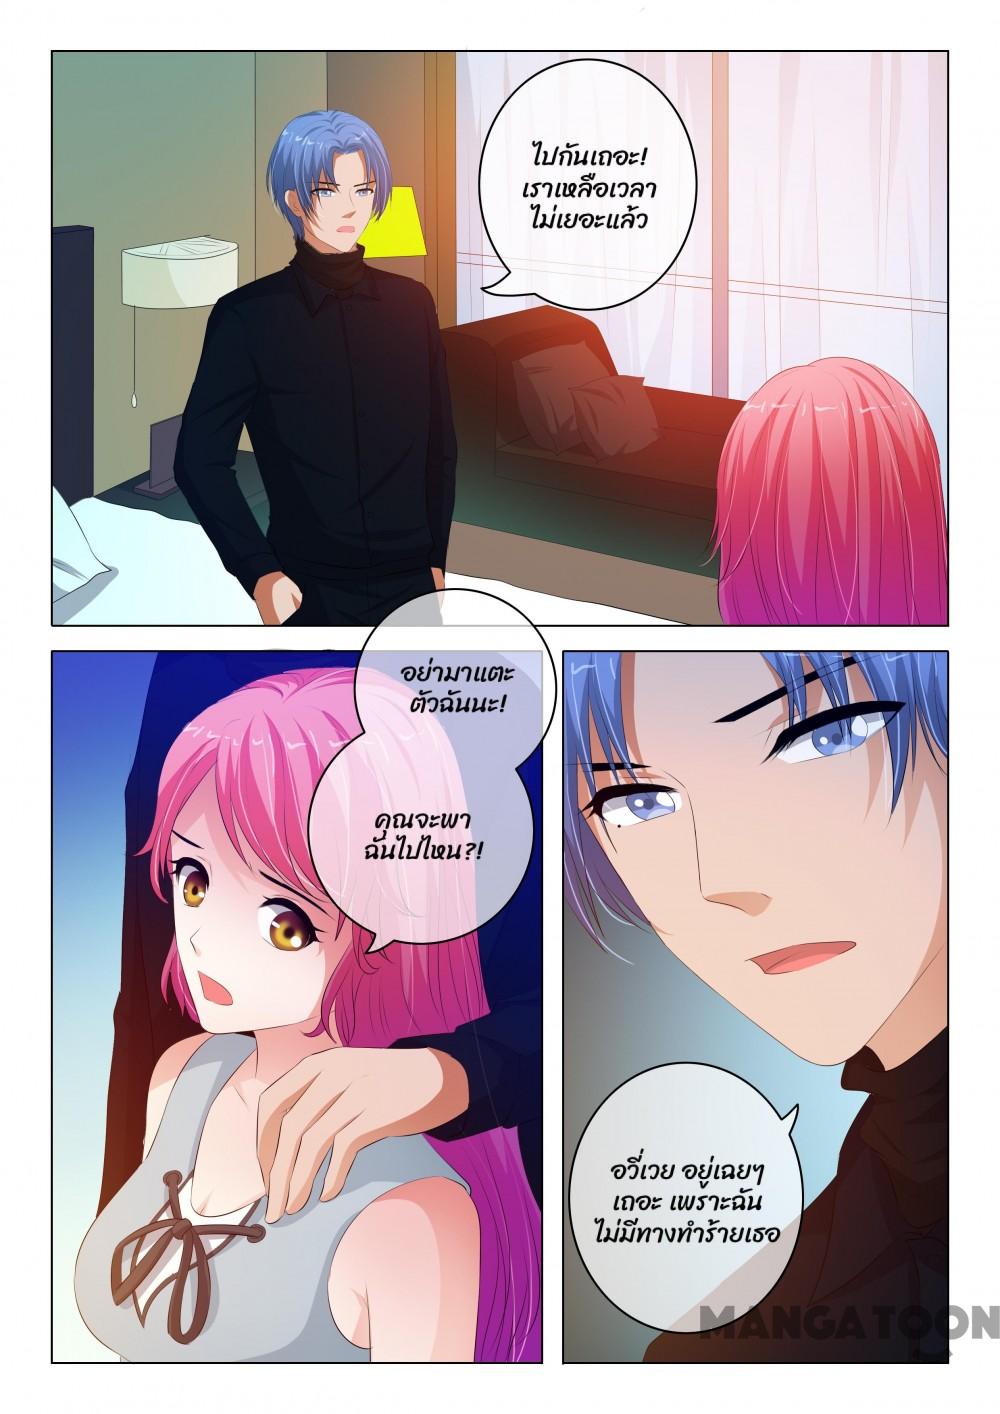 ไปกันเถอะ!
เราเหลือเวลา
ไม่เยอะแล้ว
อย่ามาแตะ
ตัวฉันนะ!
คุณจะพา
ฉันไปไหน?!
อวี่เวย อยู่เฉยๆ
เถอะ เพราะฉัน
ไม่มีทางทำร้ายเธอ
MANGATOON